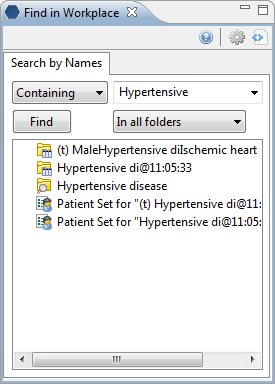 Find in Workplace
Search by Names
Containing Hypertensive
Find In all folders
(t) MaleHypertensive diIschemic heart
Hypertensive di@11:05:33
Hypertensive disease
Patient Set for "(t) Hypertensive di@11:
Patient Set for "Hypertensive di@11:05: